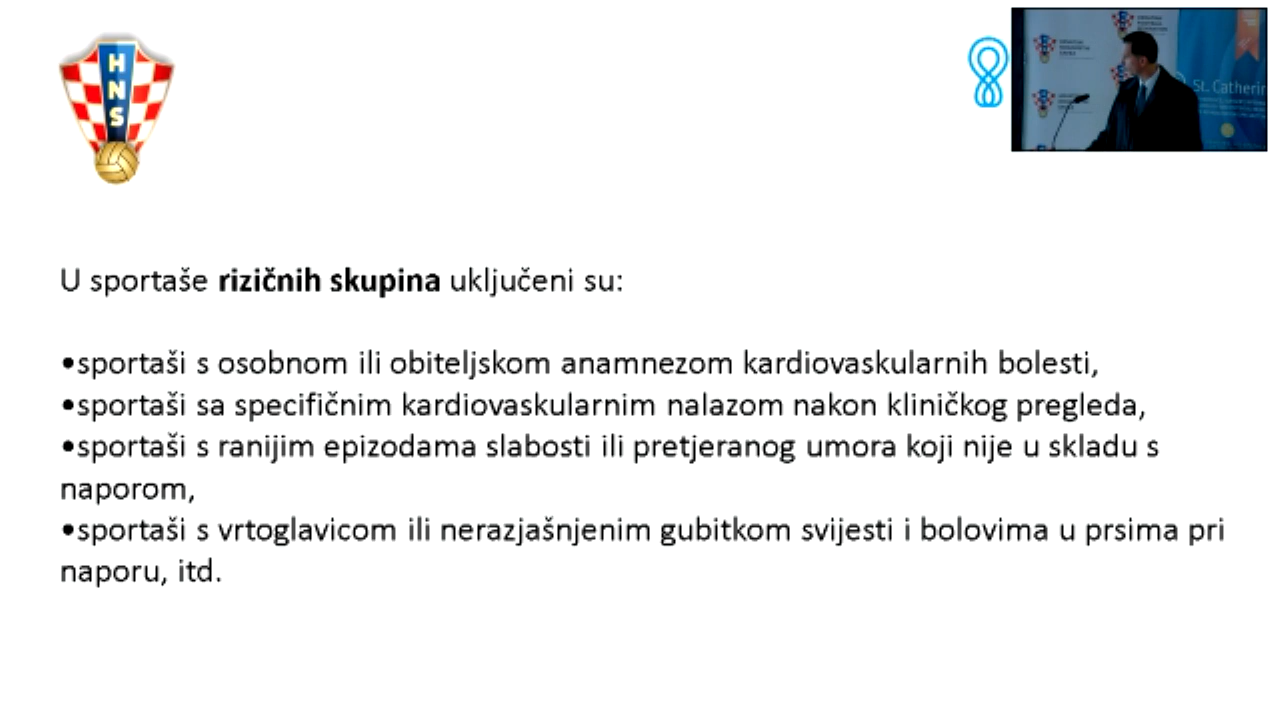 HNS
St. Catherin
U sportaše rizičnih skupina uključeni su:
•sportaši s osobnom ili obiteljskom anamnezom kardiovaskularnih bolesti,
•sportaši sa specifičnim kardiovaskularnim nalazom nakon kliničkog pregleda,
•sportaši s ranijim epizodama slabosti ili pretjeranog umora koji nije u skladu s
naporom,
•sportaši s vrtoglavicom ili nerazjašnjenim gubitkom svijesti i bolovima u prsima pri
naporu, itd.